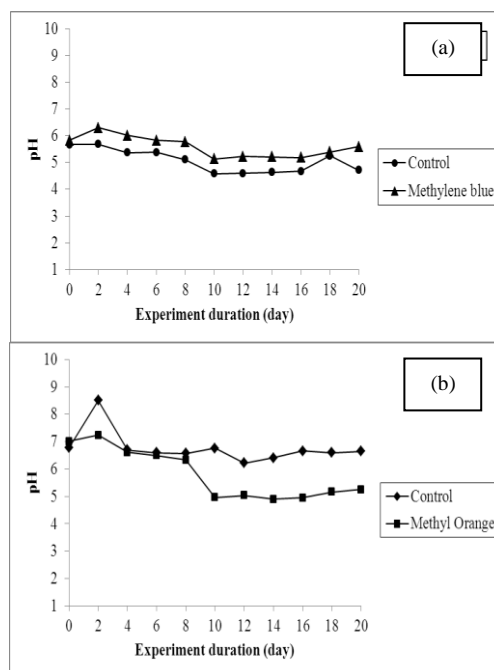 (a)
10
9
8
7
6
5
4
3
2
1
pH
0 2 4 6 8 10 12 14 16 18 20
Experiment duration (day)
Control
Methylene blue
(b)
10
9
8
7
6
5
4
3
2
1
pH
0 2 4 6 8 10 12 14 16 18 20
Experiment duration (day)
Control
Methyl Orange